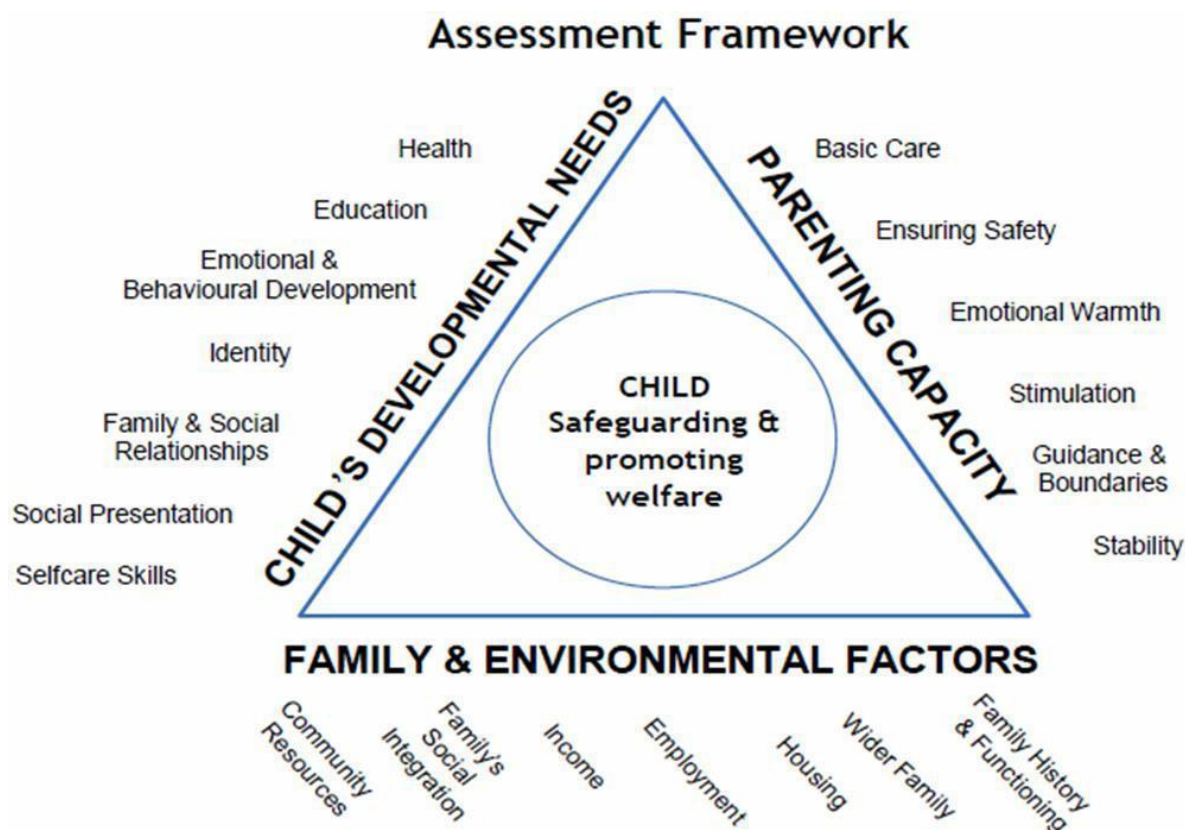 Assessment Framework
Health
Education
Emotional &
Behavioural Development
Identity
Family & Social
Relationships
Social Presentation
Selfcare Skills
CHILD'S DEVELOPMENTAL NEEDS
CHILD
Safeguarding &
promoting
welfare
PARENTING CAPACITY
Basic Care
Ensuring Safety
Emotional Warmth
Stimulation
Guidance &
Boundaries
Stability
FAMILY & ENVIRONMENTAL FACTORS
Community
Resources
Family's
Social
Integration
Income
Employment
Housing
Wider Family
Family History
& Functioning